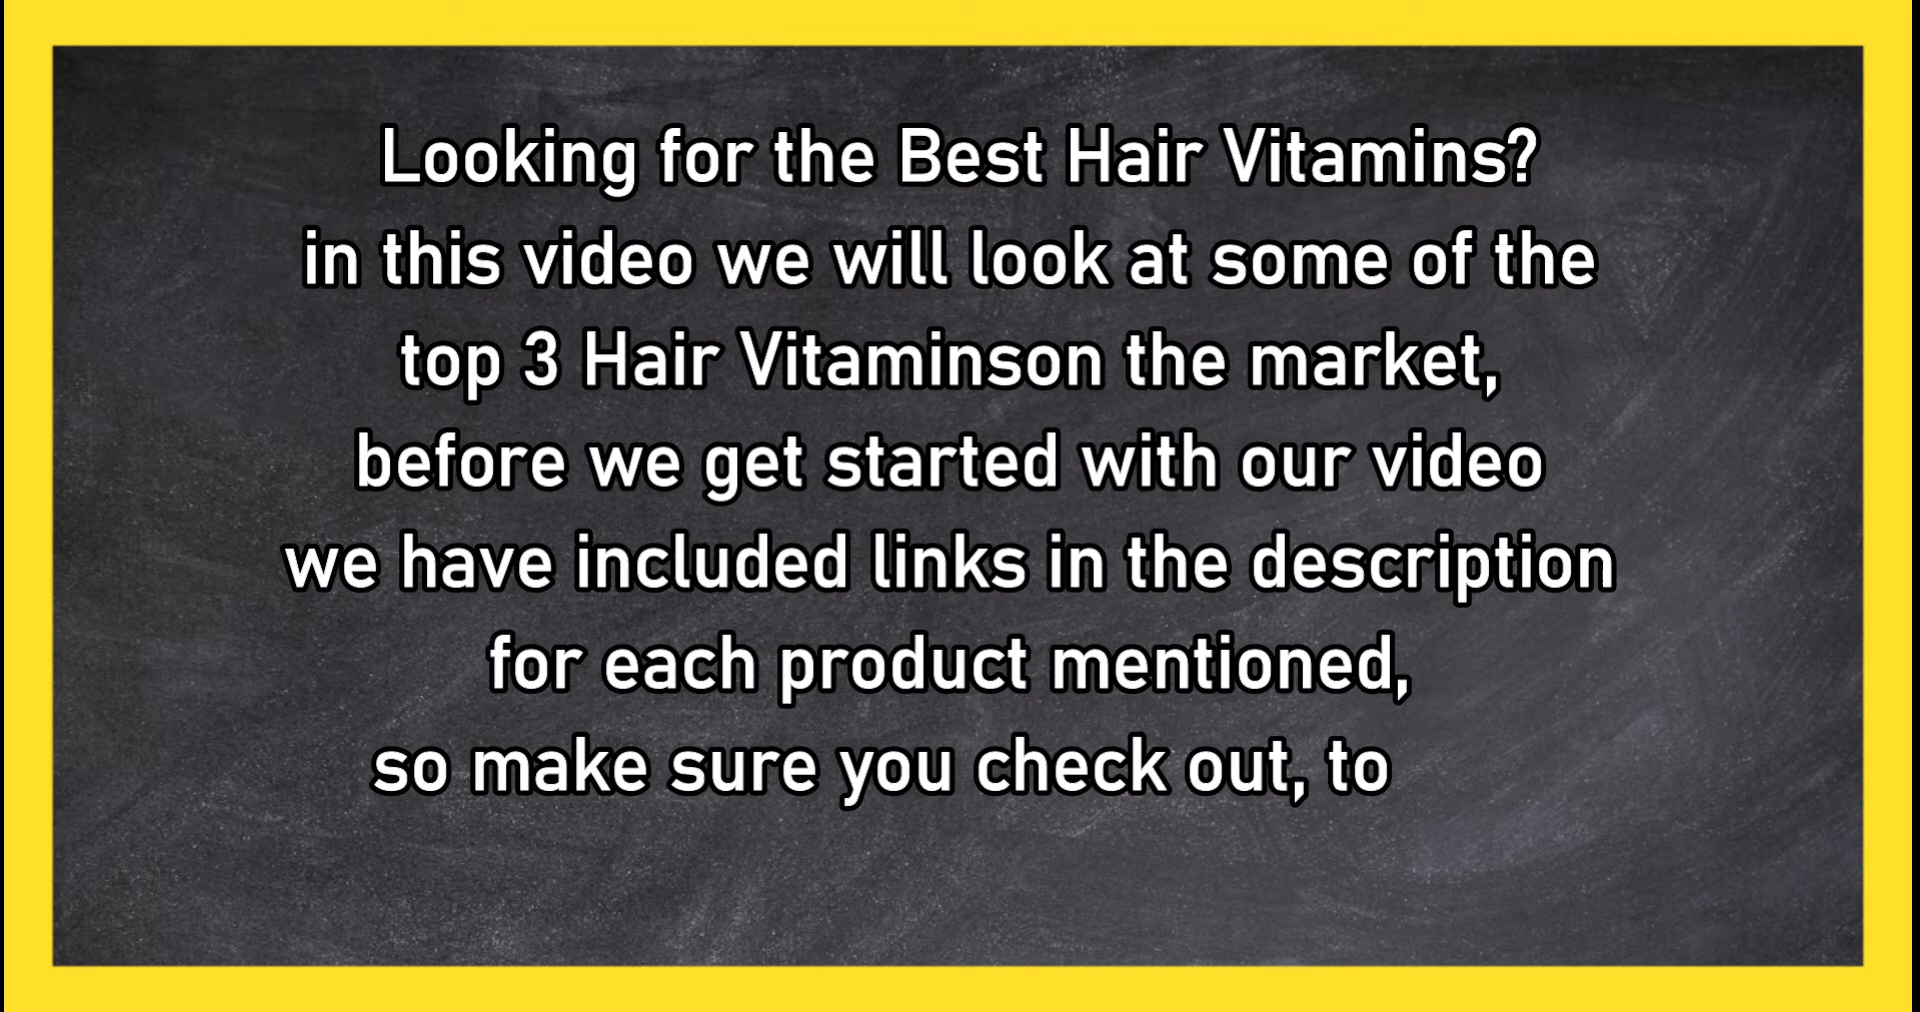 Looking for the Best Hair Vitamins?
in this video we will look at some of the
top 3 Hair Vitaminson the market,
before we get started with our video
we have included links in the description
for each product mentioned,
so make sure you check out, to